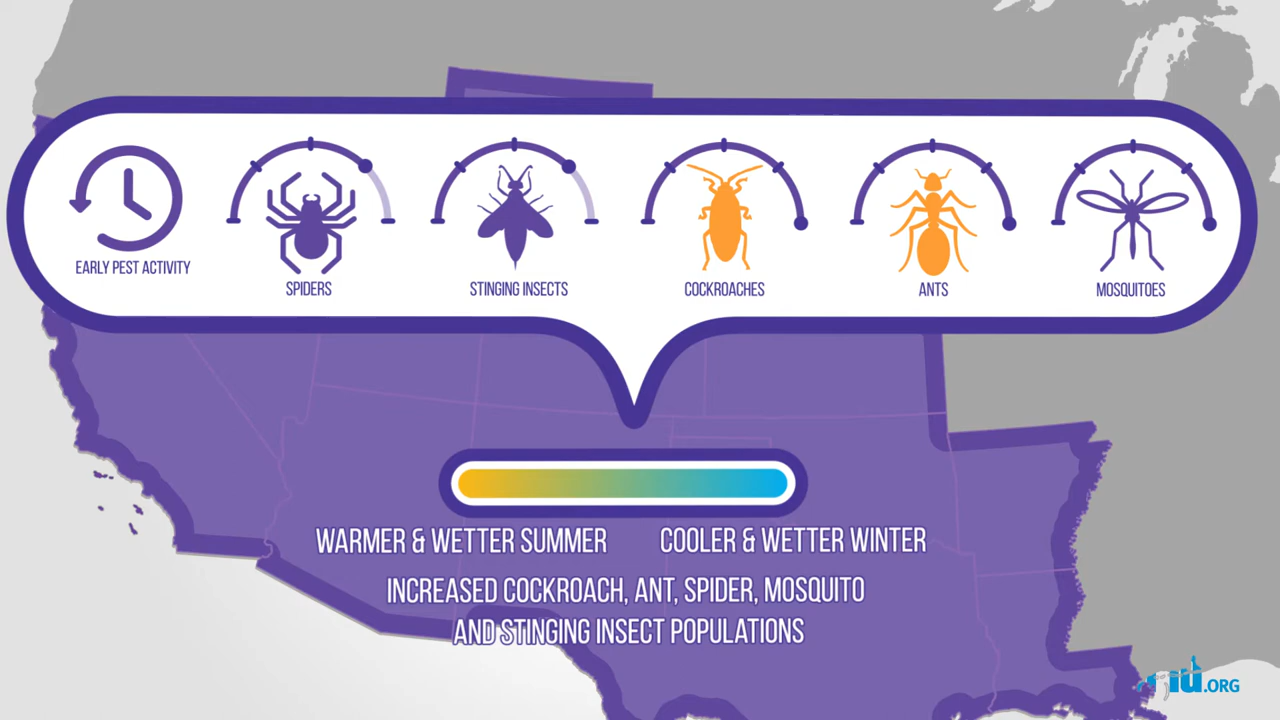 EARLY PEST ACTIVITY
SPIDERS
STINGING INSECTS
COCKROACHES
ANTS
MOSQUITOES
WARMER & WETTER SUMMER
COOLER & WETTER WINTER
INCREASED COCKROACH, ANT, SPIDER, MOSQUITO
AND STINGING INSECT POPULATIONS
.ORG